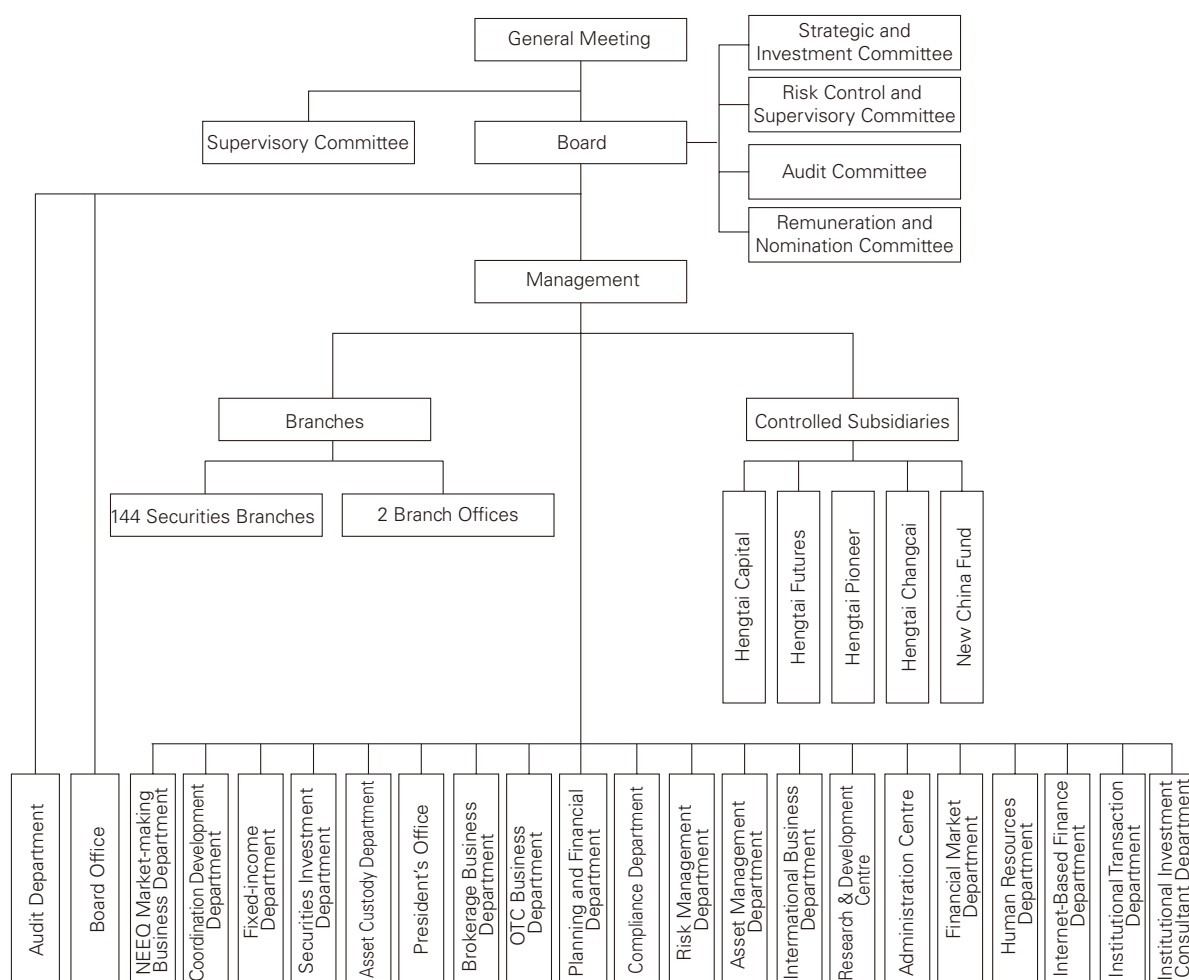 General Meeting
Strategic and
Investment Committee
Risk Control and
Supervisory Committee
Supervisory Committee
Board
Audit Committee
Remuneration and
Nomination Committee
Management
Branches
Controlled Subsidiaries
144 Securities Branches
2 Branch Offices
Hengtai Capital
Hengtai Futures
Hengtai Pioneer
Hengtai Changcai
New China Fund
Audit Department
Board Office
NEEQ Market-making
Business Department
Coordination Development
Department
Fixed-income
Department
Securities Investment
Department
Asset Custody Department
President's Office
Brokerage Business
Department
OTC Business
Department
Planning and Financial
Department
Compliance Department
Risk Management
Department
Asset Management
Department
International Business
Department
Research & Development
Centre
Administration Centre
Financial Market
Department
Human Resources
Department
Internet-Based Finance
Department
Institutional Transaction
Department
Institutional Investment
Consultant Department